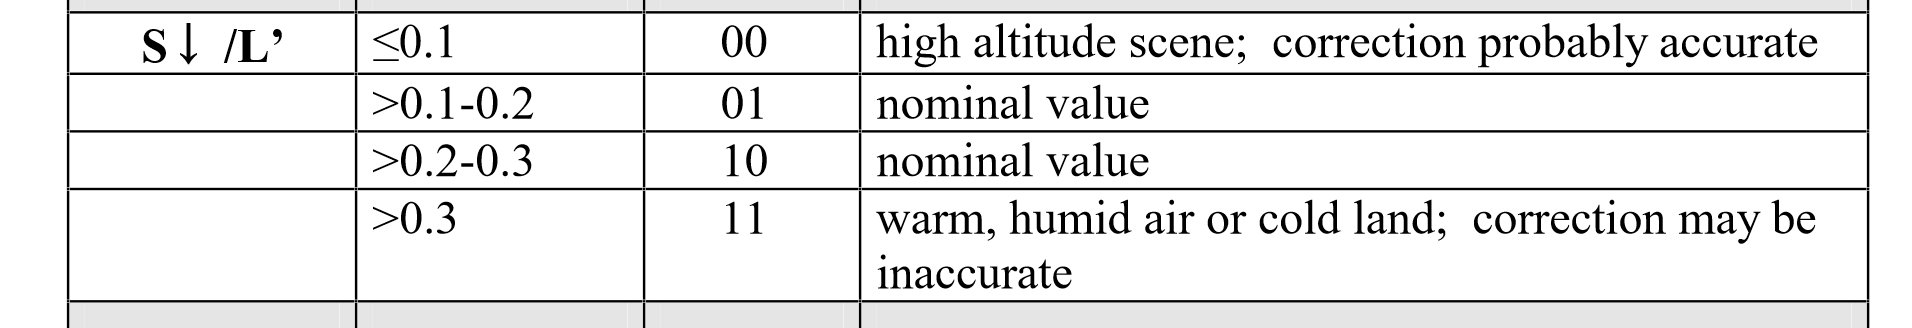 S↓ /L’ ≤0.1 00 high altitude scene;  correction probably accurate
>0.1-0.2 01 nominal value
>0.2-0.3 10 nominal value
>0.3 11 warm, humid air or cold land;  correction may be
inaccurate